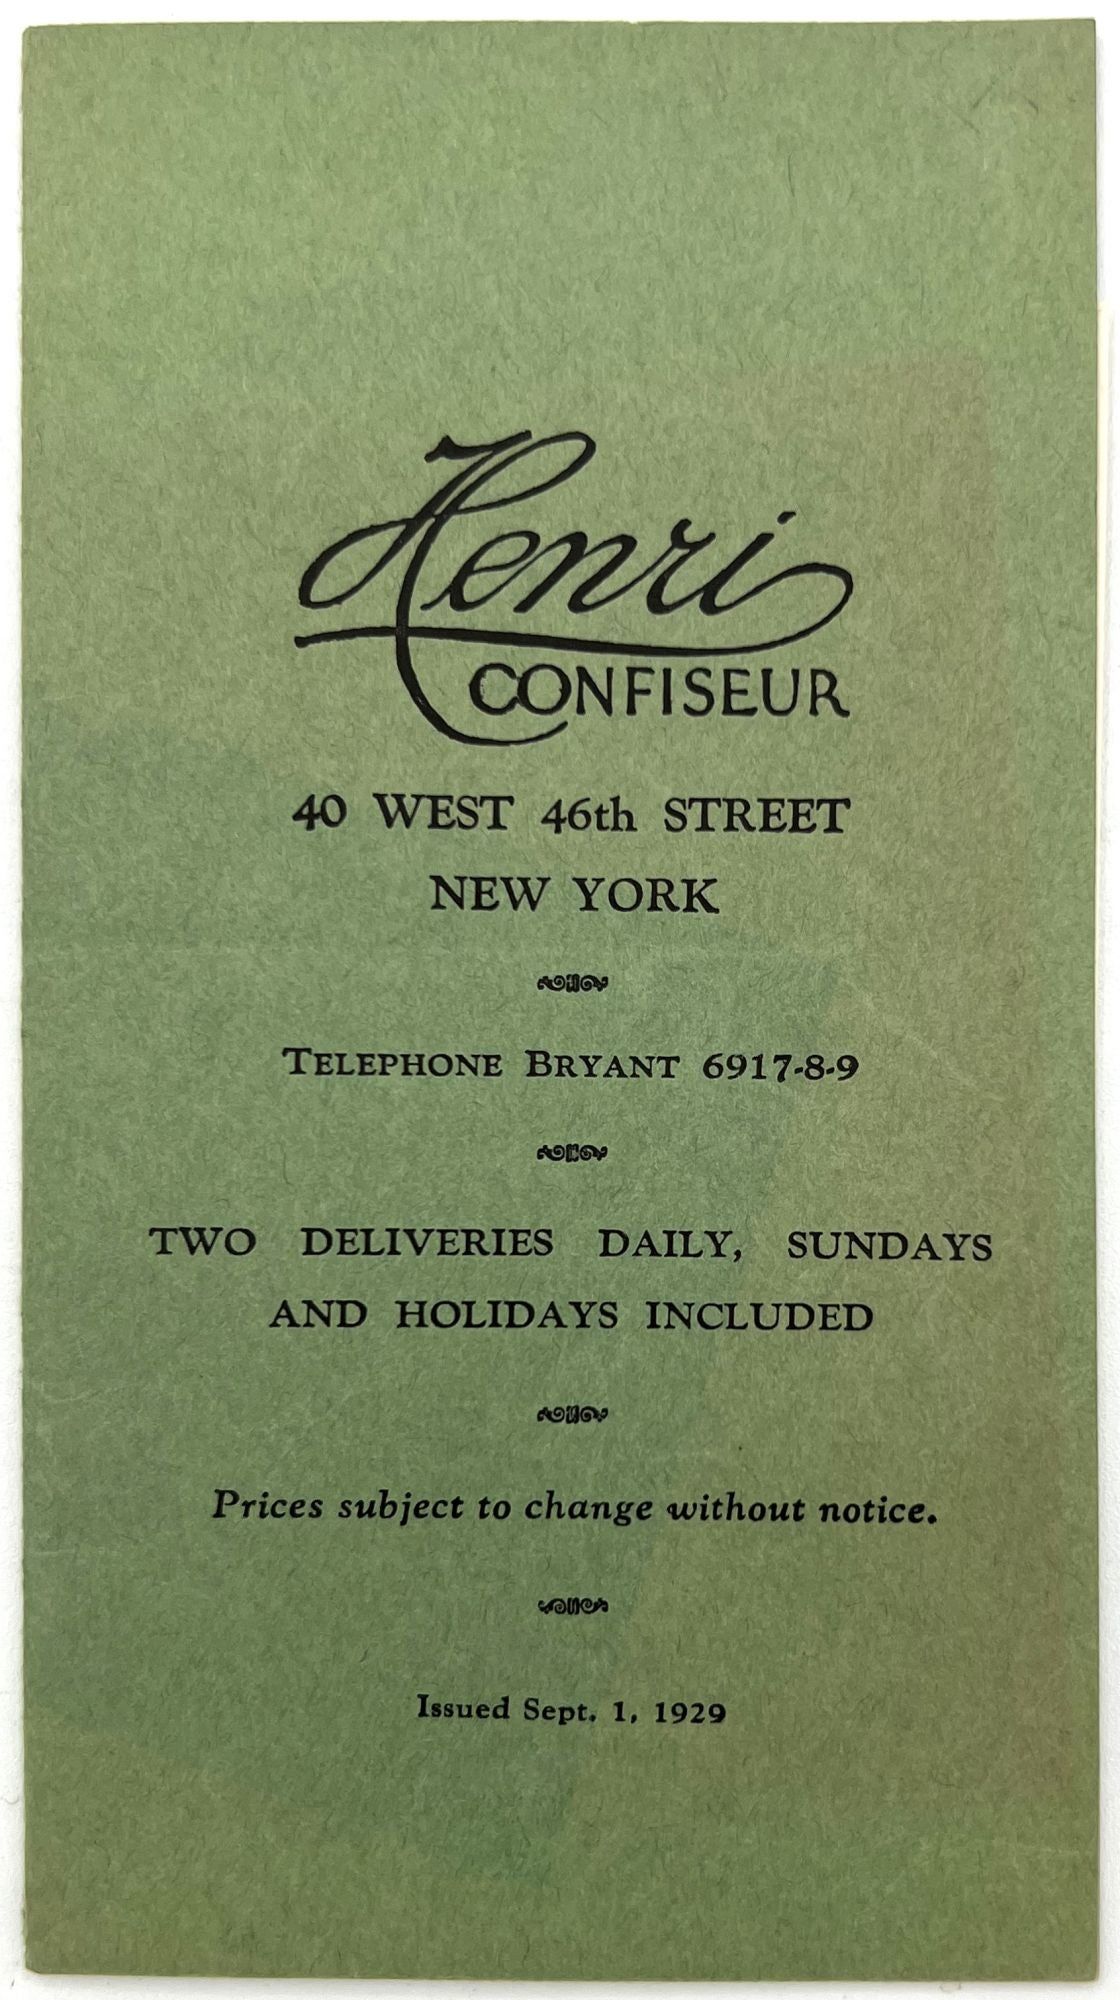 Henri
CONFISEUR
40 WEST 46th STREET
NEW YORK
TELEPHONE BRYANT 6917-8-9
TWO DELIVERIES DAILY, SUNDAYS
AND HOLIDAYS INCLUDED
Prices subject to change without notice.
Issued Sept. 1, 1929